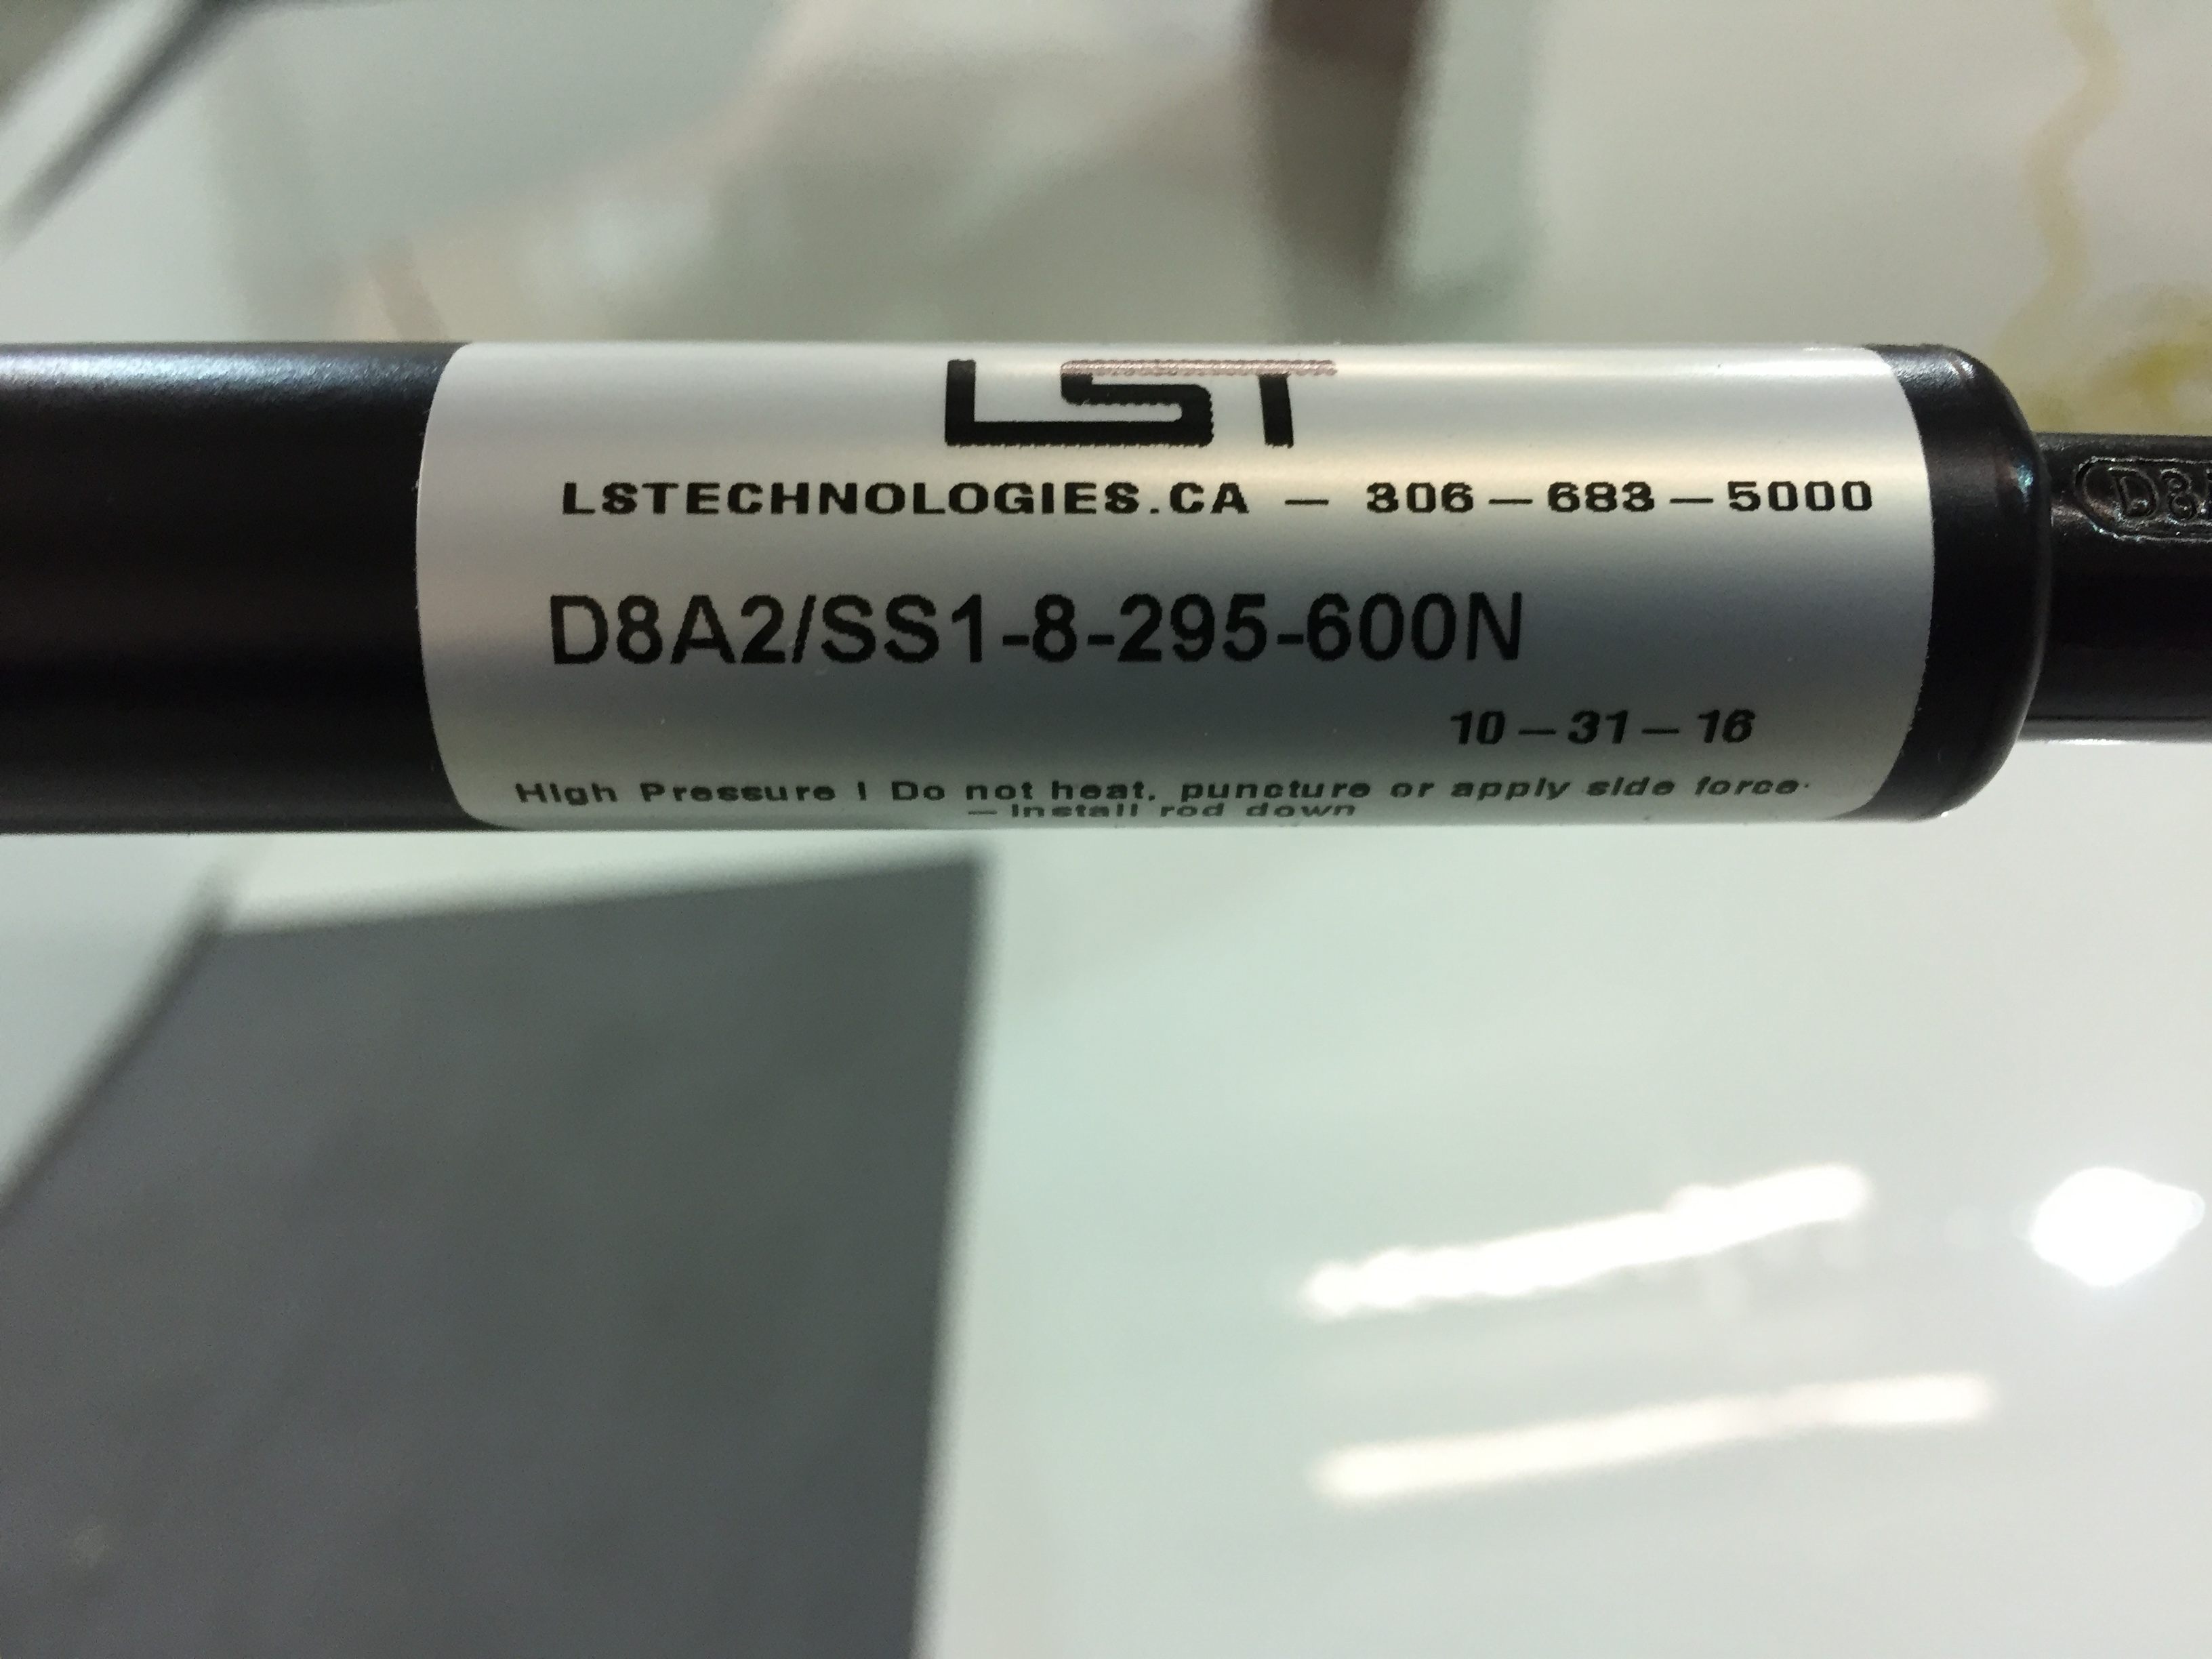 LST
LSTECHNOLOGIES.CA – 306–683–5000
D8A2/SS1-8-295-600N
10–31–16
High Pressure ! Do not heat, puncture or apply side force.
– Install rod down
D8